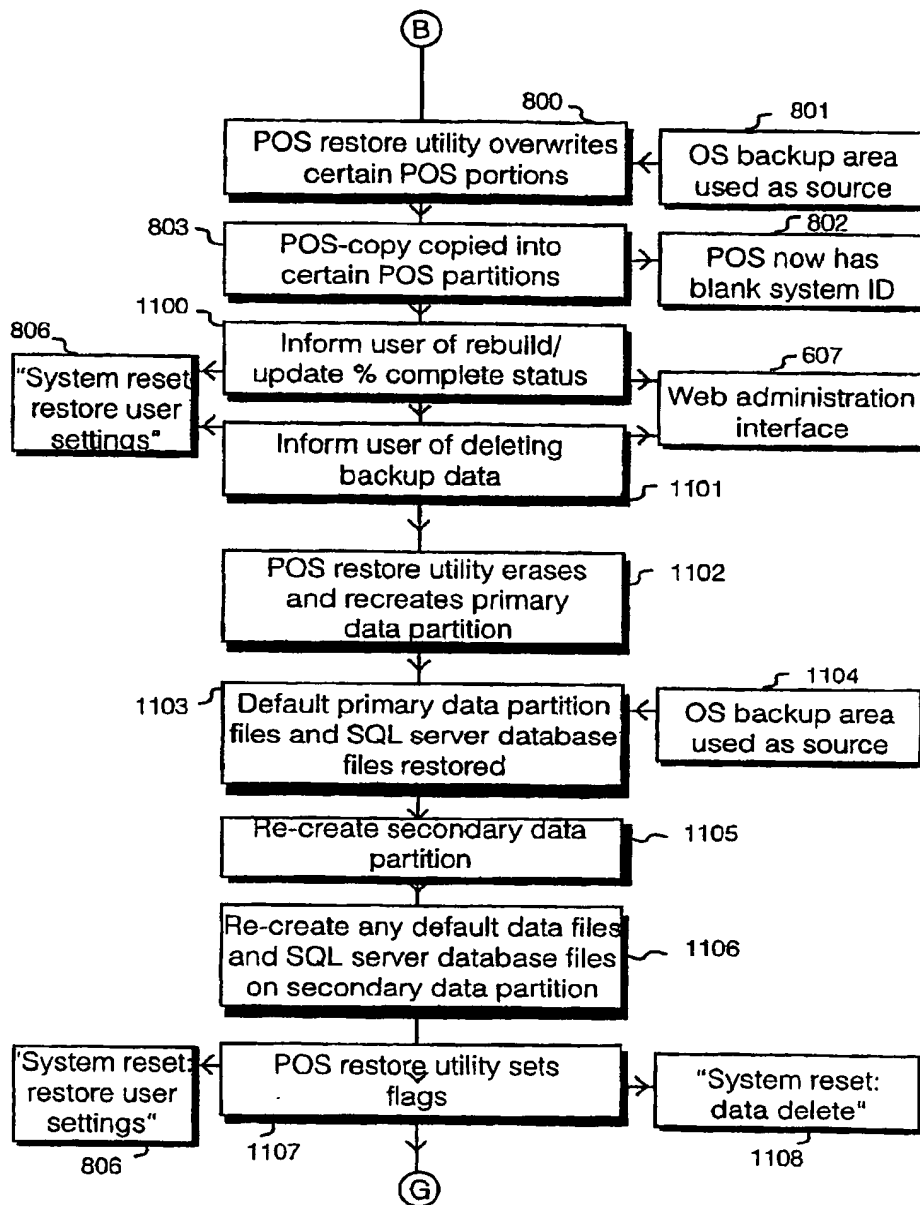 B
800
801
POS restore utility overwrites
certain POS portions
OS backup area
used as source
803
802
POS-copy copied into
certain POS partitions
POS now has
blank system ID
1100
806
607
Inform user of rebuild/
update % complete status
"System reset:
restore user
settings"
Web administration
interface
Inform user of deleting
backup data
1101
POS restore utility erases
and recreates primary
data partition
1102
1103
1104
Default primary data partition
files and SQL server database
files restored
OS backup area
used as source
Re-create secondary data
partition
1105
Re-create any default data files
and SQL server database files
on secondary data partition
1106
"System reset:
restore user
settings"
806
POS restore utility sets
flags
1107
"System reset:
data delete"
1108
G